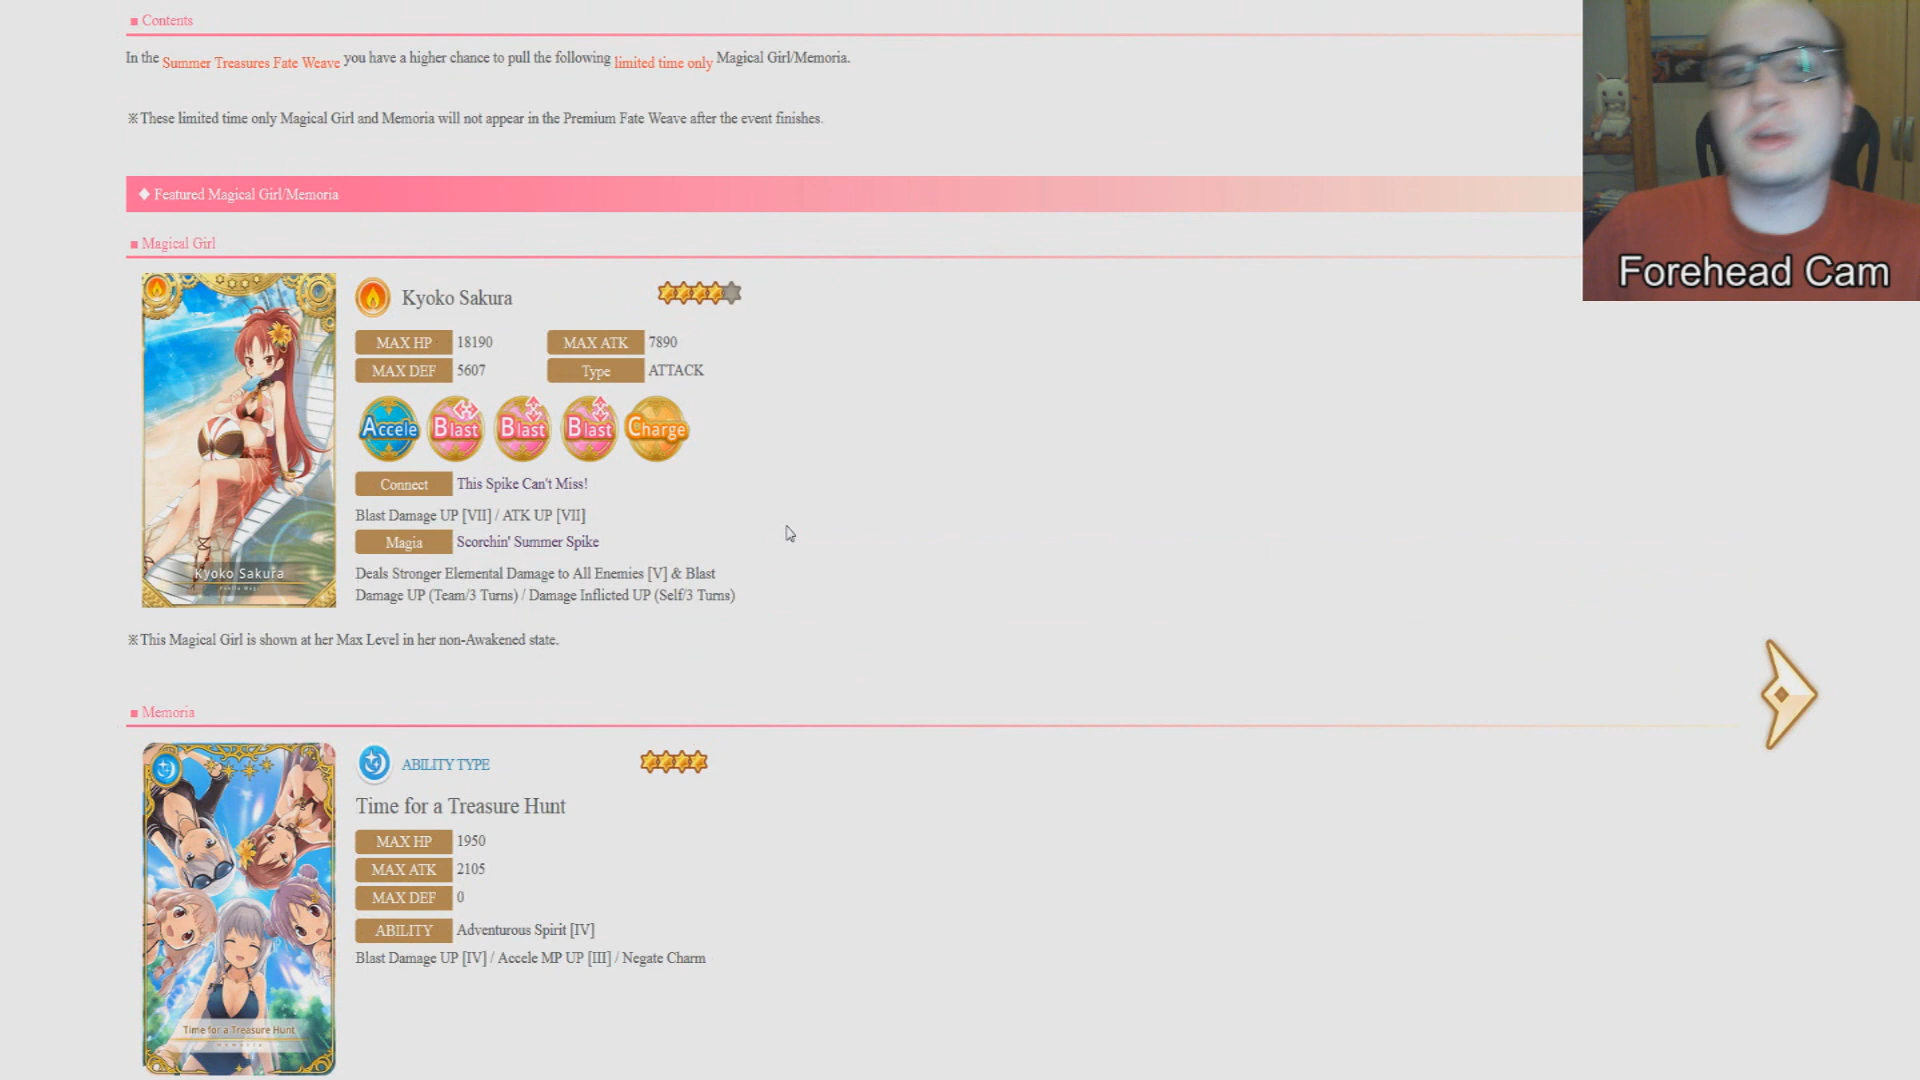 ■ Contents
In the Summer Treasures Fate Weave you have a higher chance to pull the following limited time only Magical Girl/Memoria.
※These limited time only Magical Girl and Memoria will not appear in the Premium Fate Weave after the event finishes.
◆ Featured Magical Girl/Memoria
■ Magical Girl
Kyoko Sakura
MAX HP 18190 MAX ATK 7890
MAX DEF 5607 Type ATTACK
Accele Blast Blast Blast Charge
Connect This Spike Can't Miss!
Blast Damage UP [VII] / ATK UP [VII]
Magia Scorchin' Summer Spike
Deals Stronger Elemental Damage to All Enemies [V] & Blast
Damage UP (Team/3 Turns) / Damage Inflicted UP (Self/3 Turns)
Kyoko Sakura
※This Magical Girl is shown at her Max Level in her non-Awakened state.
■ Memoria
ABILITY TYPE
Time for a Treasure Hunt
MAX HP 1950
MAX ATK 2105
MAX DEF 0
ABILITY Adventurous Spirit [IV]
Blast Damage UP [IV] / Accele MP UP [III] / Negate Charm
Time for a Treasure Hunt
Forehead Cam